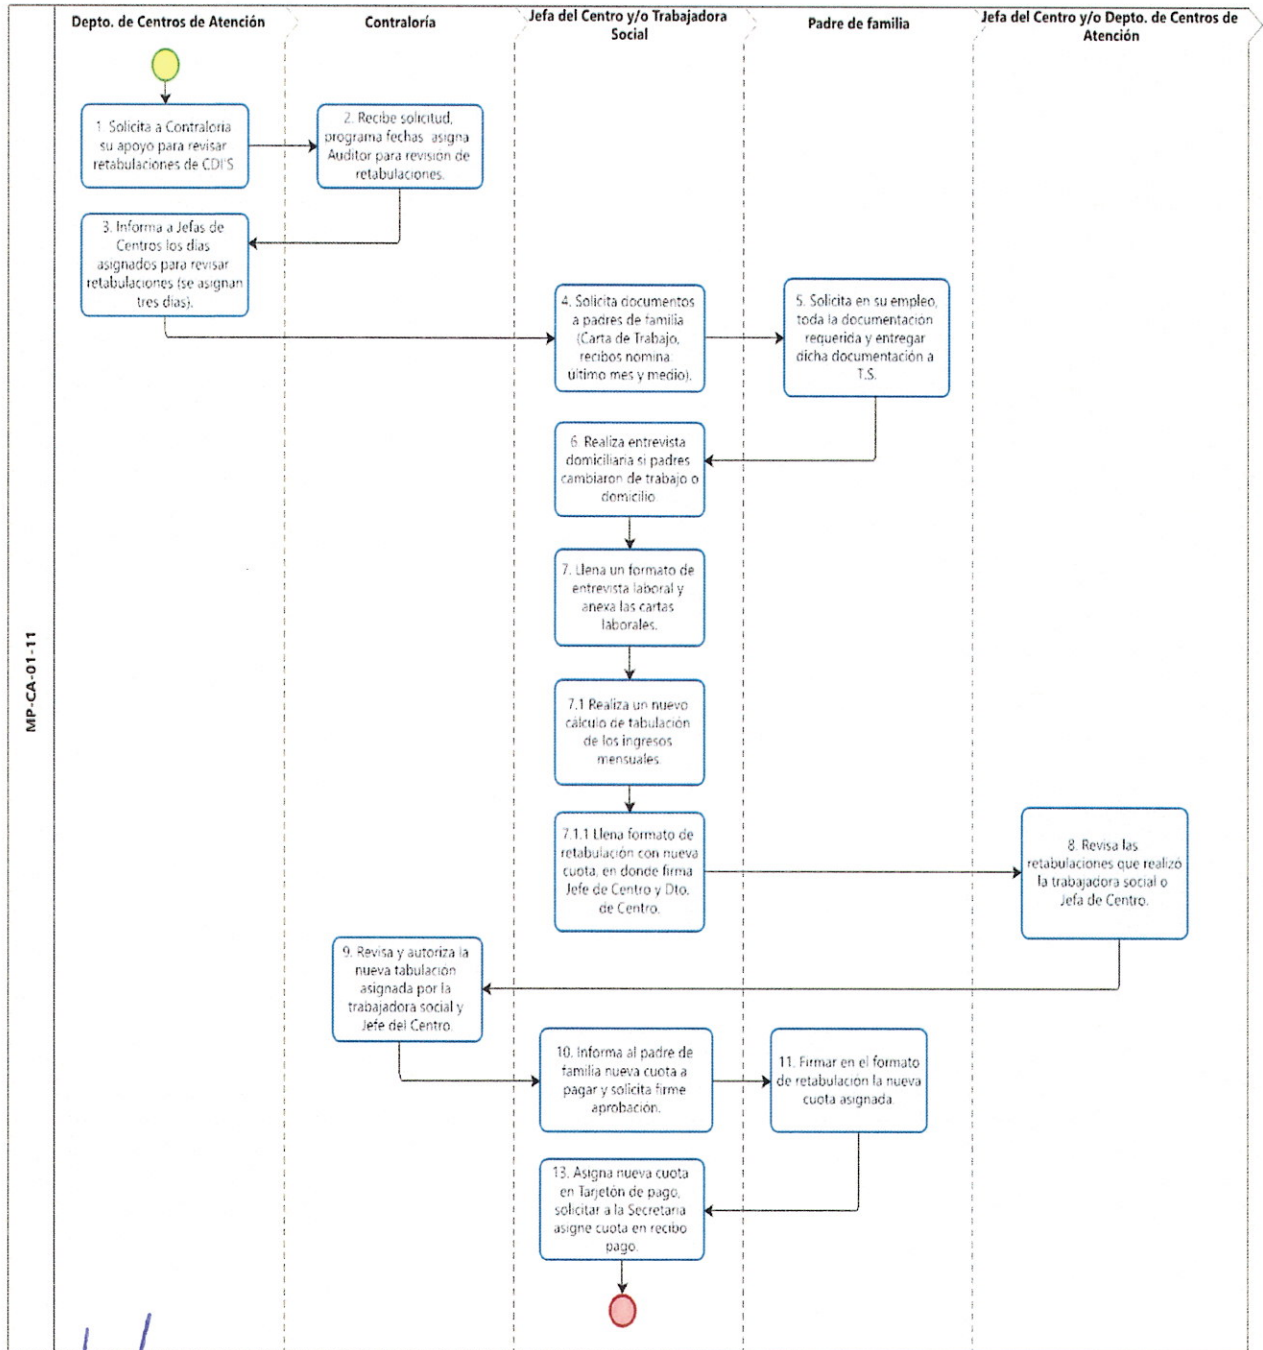 Depto. de Centros de Atención
Contraloría
Jefa del Centro y/o Trabajadora
Social
Padre de familia
Jefa del Centro y/o Depto. de Centros de
Atención
MP-CA-01-11
1. Solicita a Contraloría
su apoyo para revisar
retabulaciones de CDI'S
2. Recibe solicitud,
programa fechas asigna
Auditor para revisión de
retabulaciones.
3. Informa a Jefas de
Centros los días
asignados para revisar
retabulaciones (se asignan
tres días).
4. Solicita documentos
a padres de familia
(Carta de Trabajo,
recibos nomina
último mes y medio).
5. Solicita en su empleo,
toda la documentación
requerida y entregar
dicha documentación a
T.S.
6. Realiza entrevista
domiciliaria si padres
cambiaron de trabajo o
domicilio
7. Llena un formato de
entrevista laboral y
anexa las cartas
laborales.
7.1 Realiza un nuevo
cálculo de tabulación
de los ingresos
mensuales.
7.1.1 Llena formato de
retabulación con nueva
cuota, en donde firma
Jefe de Centro y Dto.
de Centro.
8. Revisa las
retabulaciones que realizó
la trabajadora social o
Jefa de Centro.
9. Revisa y autoriza la
nueva tabulación
asignada por la
trabajadora social y
Jefe del Centro.
10. Informa al padre de
familia nueva cuota a
pagar y solicita firme
aprobación.
11. Firmar en el formato
de retabulación la nueva
cuota asignada.
13. Asigna nueva cuota
en Tarjetón de pago,
solicitar a la Secretaria
asigne cuota en recibo
pago.